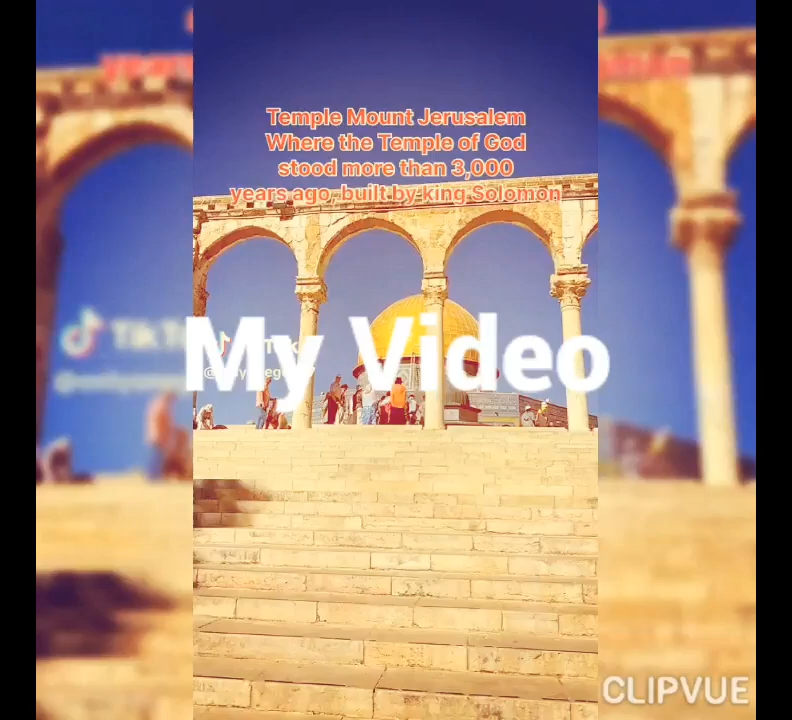 Temple Mount Jerusalem
Where the Temple of God
stood more than 3,000
years ago, built by king Solomon
My Video
TikTok
CLIPVUE